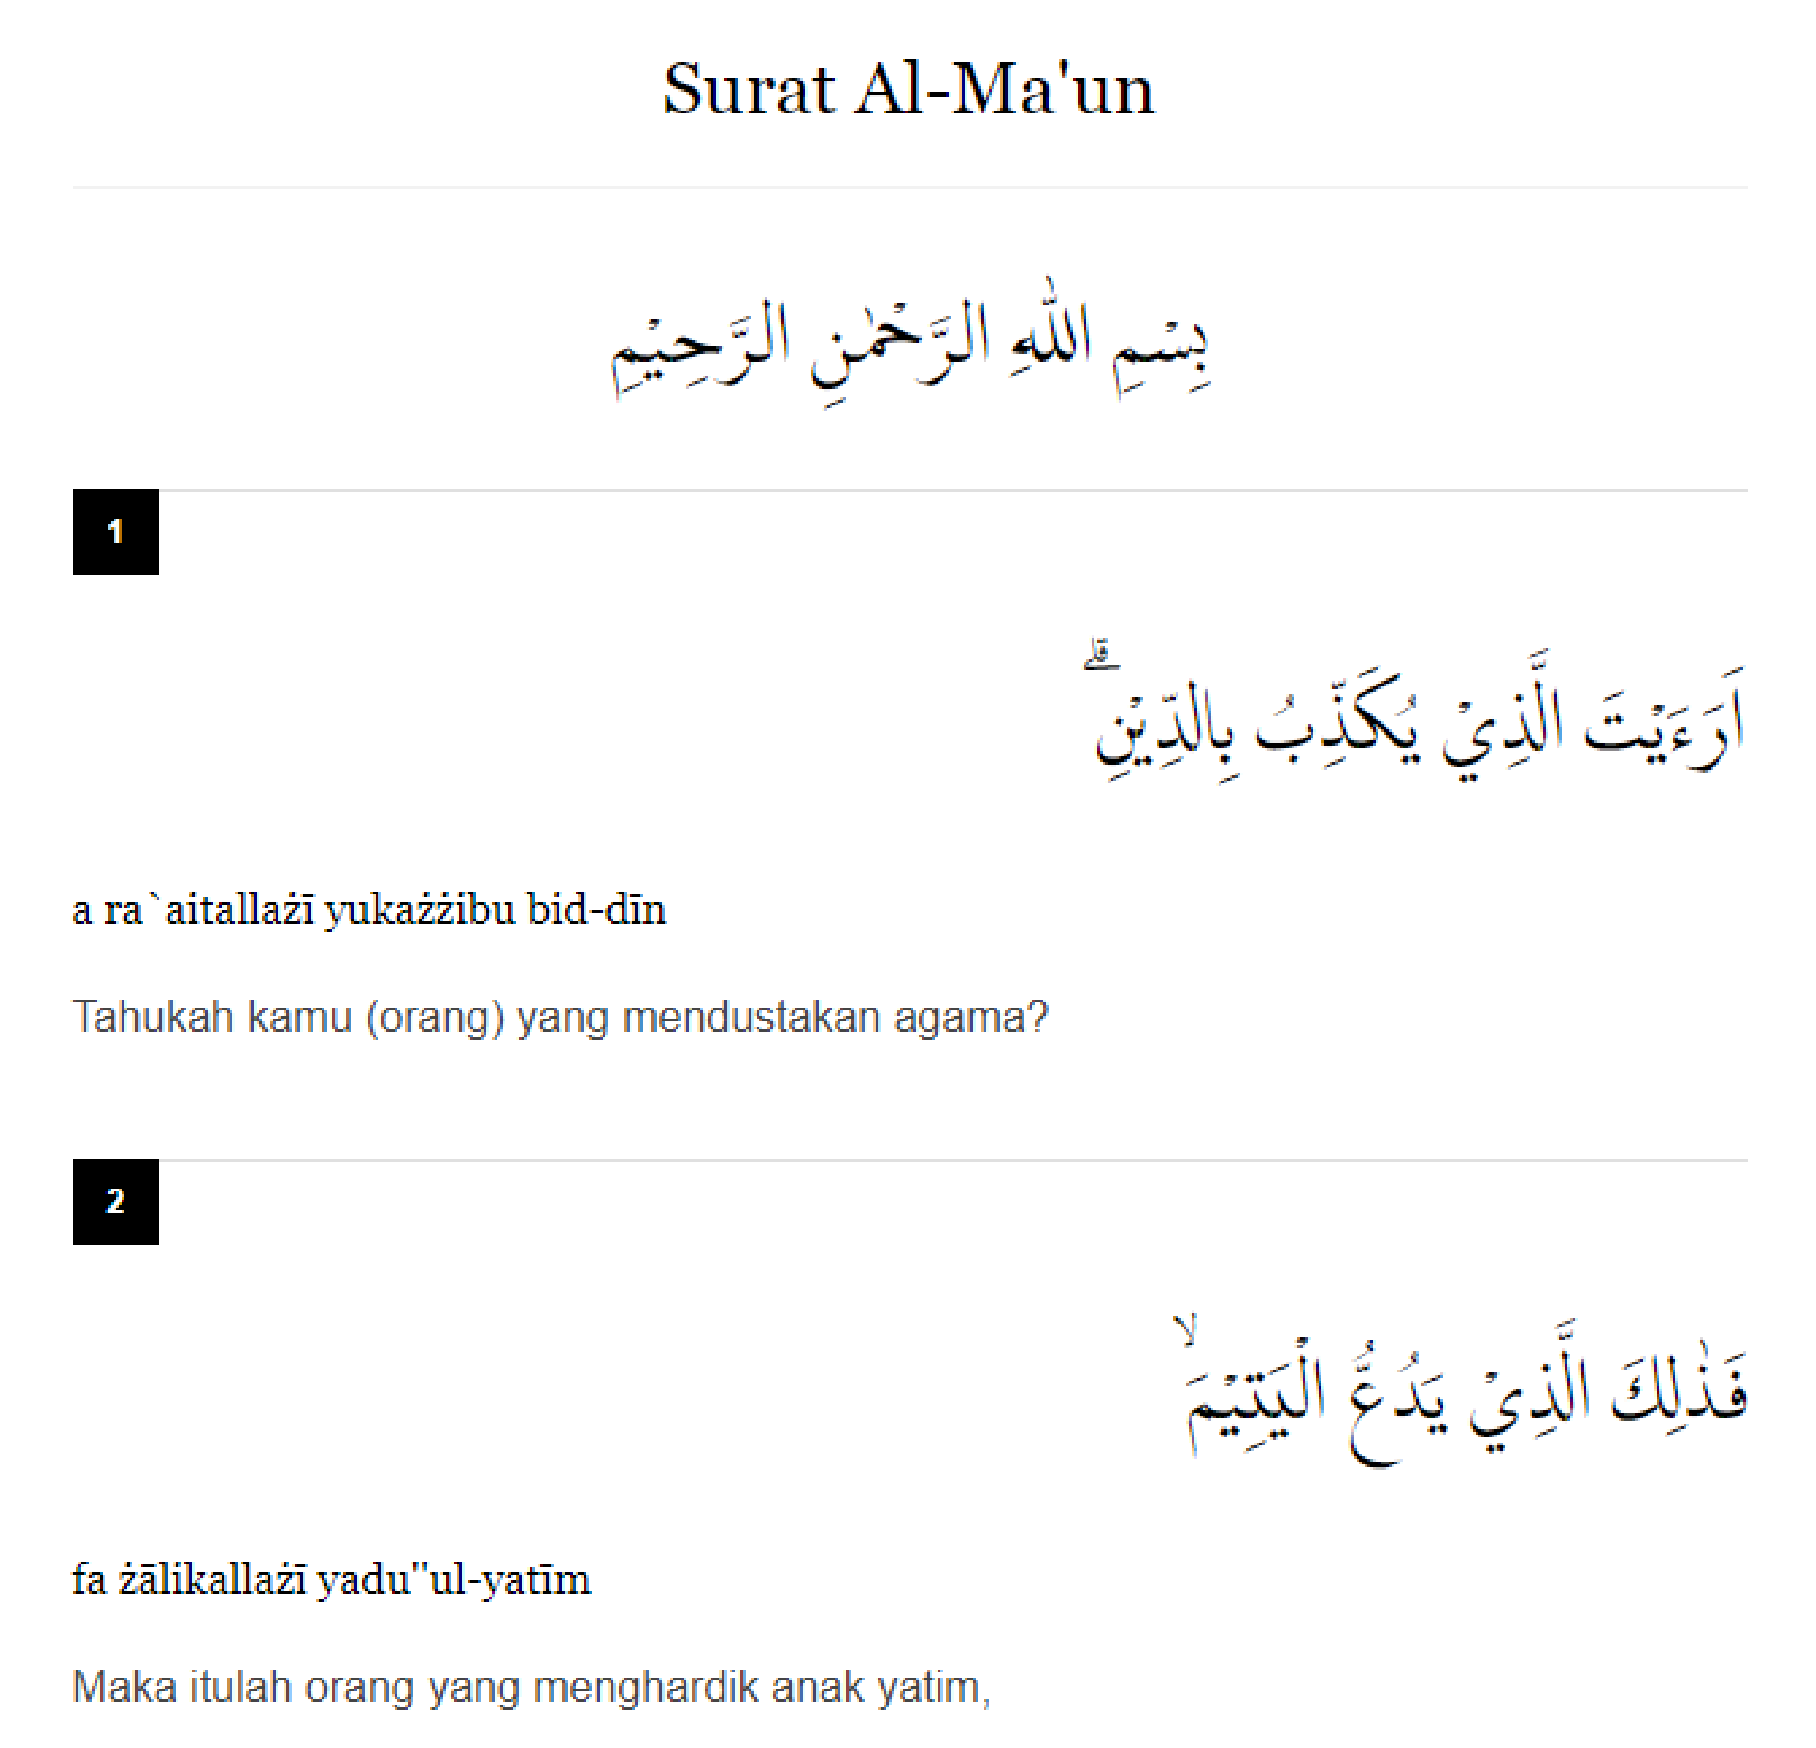 Surat Al-Ma'un
بِسْمِ اللّٰهِ الرَّحْمٰنِ الرَّحِيْمِ
1
اَرَءَيْتَ الَّذِيْ يُكَذِّبُ بِالدِّيْنِۗ
a ra`aitallażī yukażżibu bid-dīn
Tahukah kamu (orang) yang mendustakan agama?
2
فَذٰلِكَ الَّذِيْ يَدُعُّ الْيَتِيْمَۙ
fa żālikallażī yadu"ul-yatīm
Maka itulah orang yang menghardik anak yatim,